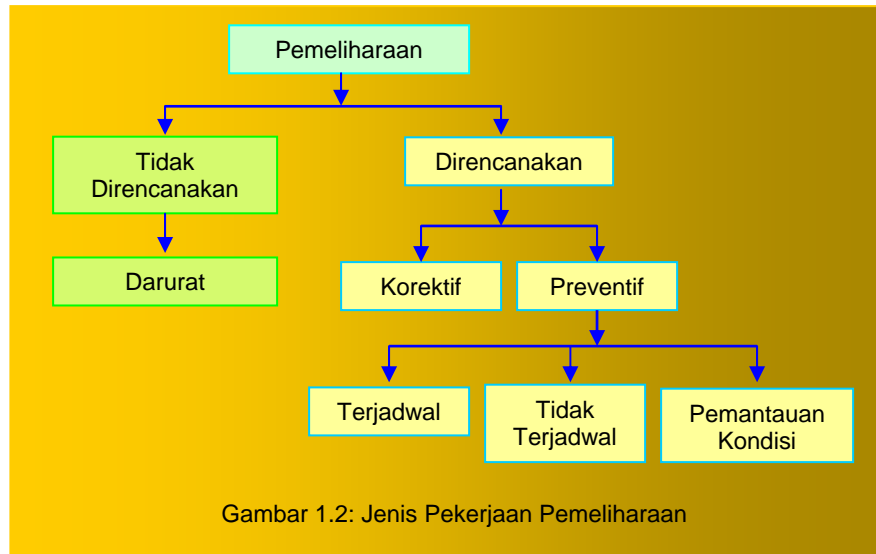 Pemeliharaan
Tidak
Direncanakan
Direncanakan
Darurat
Korektif
Preventif
Terjadwal
Tidak
Terjadwal
Pemantauan
Kondisi
Gambar 1.2: Jenis Pekerjaan Pemeliharaan